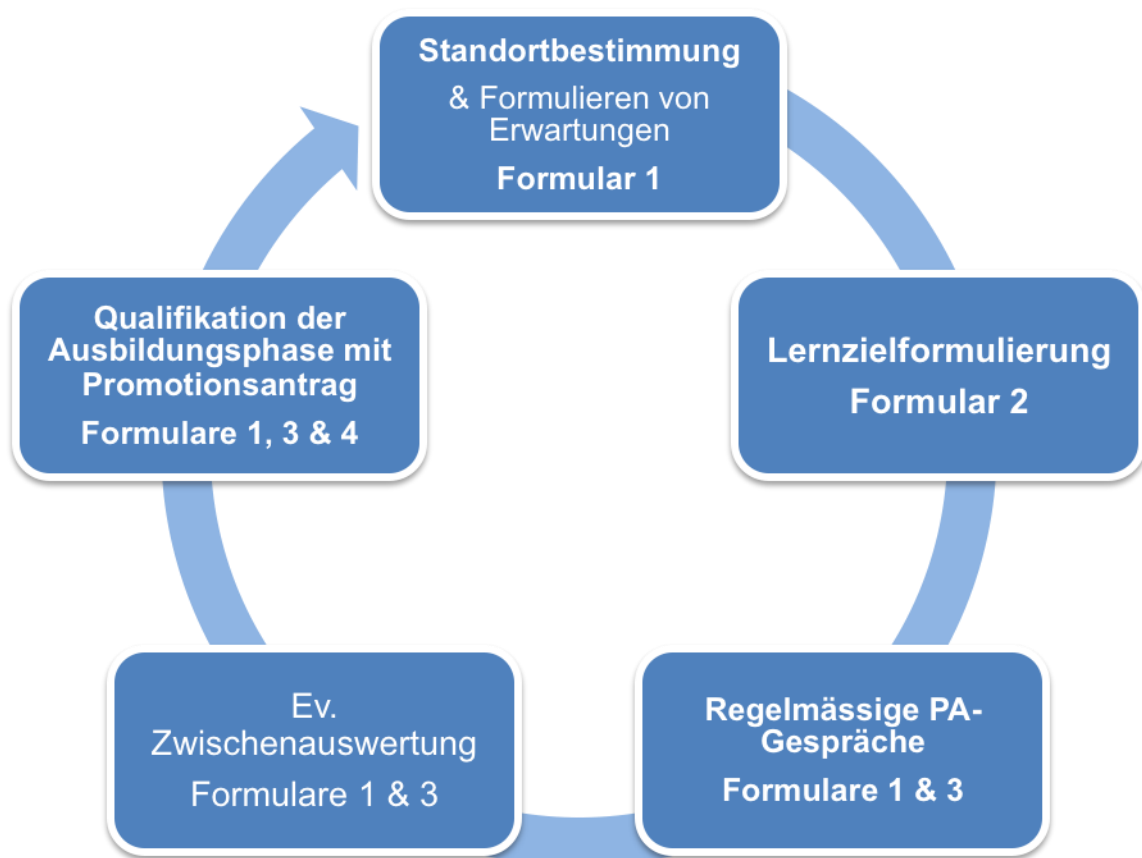 Standortbestimmung
& Formulieren von
Erwartungen
Formular 1
Lernzielformulierung
Formular 2
Regelmässige PA-
Gespräche
Formulare 1 & 3
Ev.
Zwischenauswertung
Formulare 1 & 3
Qualifikation der
Ausbildungsphase mit
Promotionsantrag
Formulare 1, 3 & 4